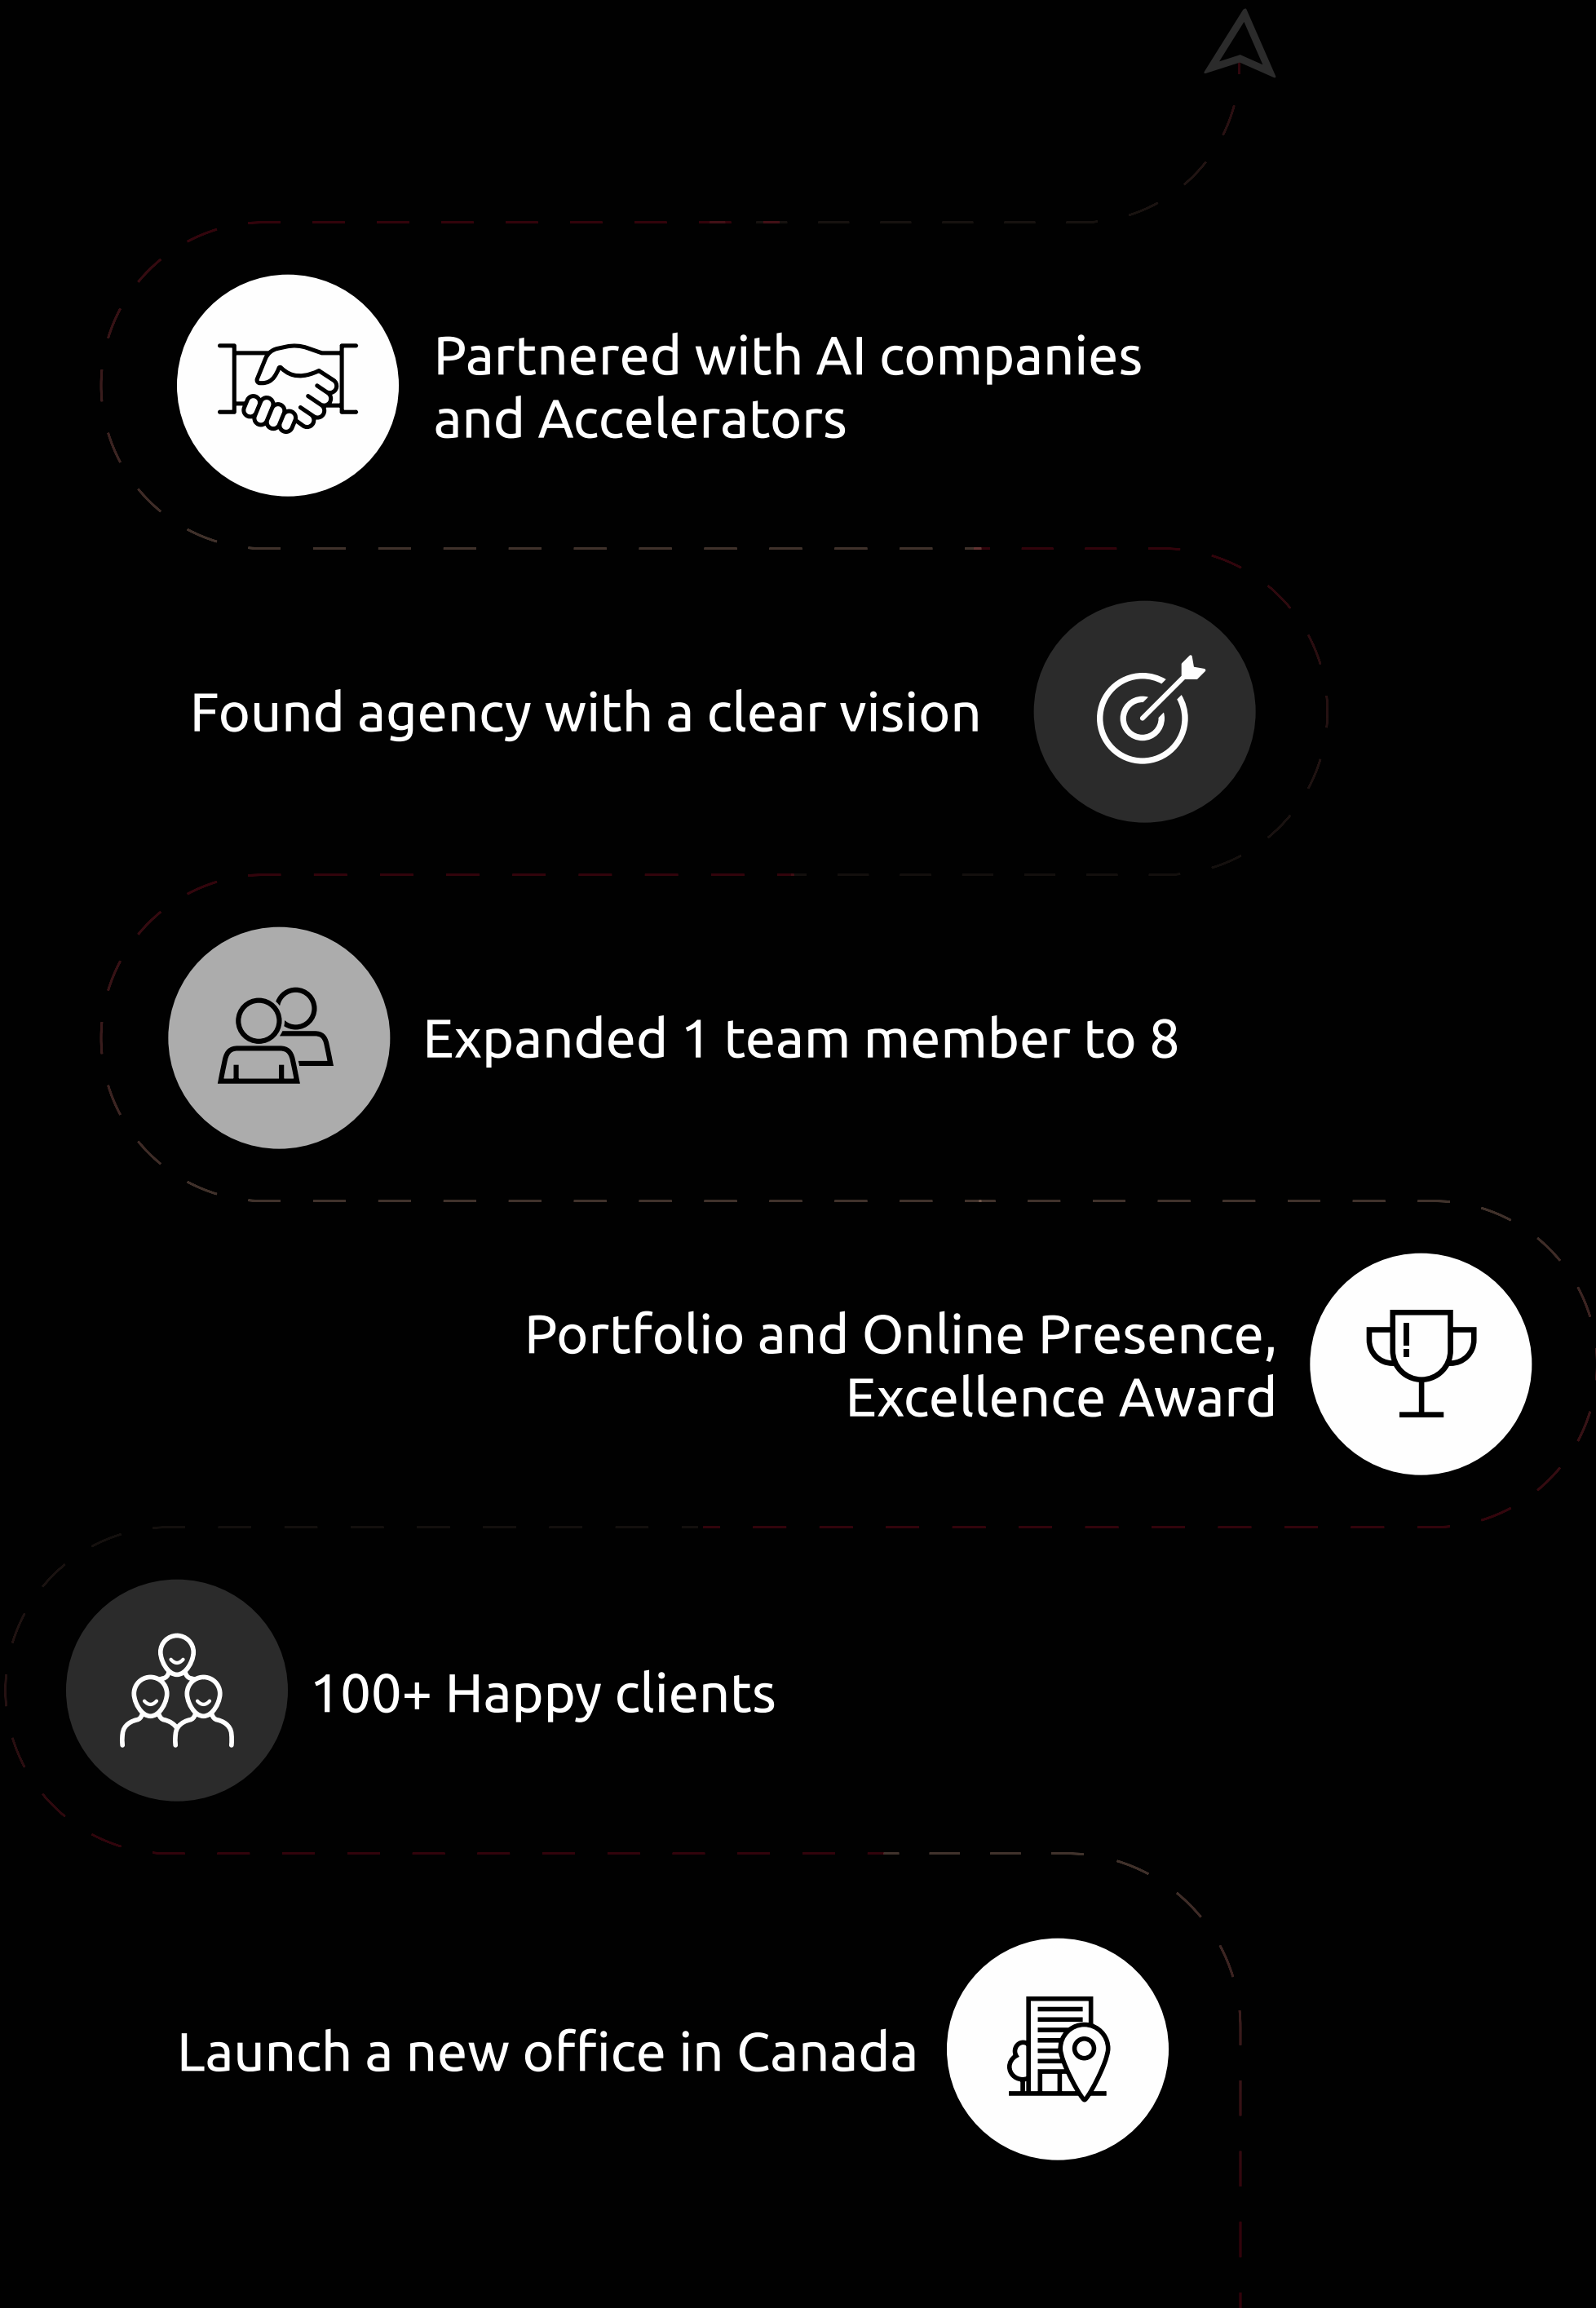 Partnered with AI companies
and Accelerators
Found agency with a clear vision
Expanded 1 team member to 8
Portfolio and Online Presence,
Excellence Award
100+ Happy clients
Launch a new office in Canada